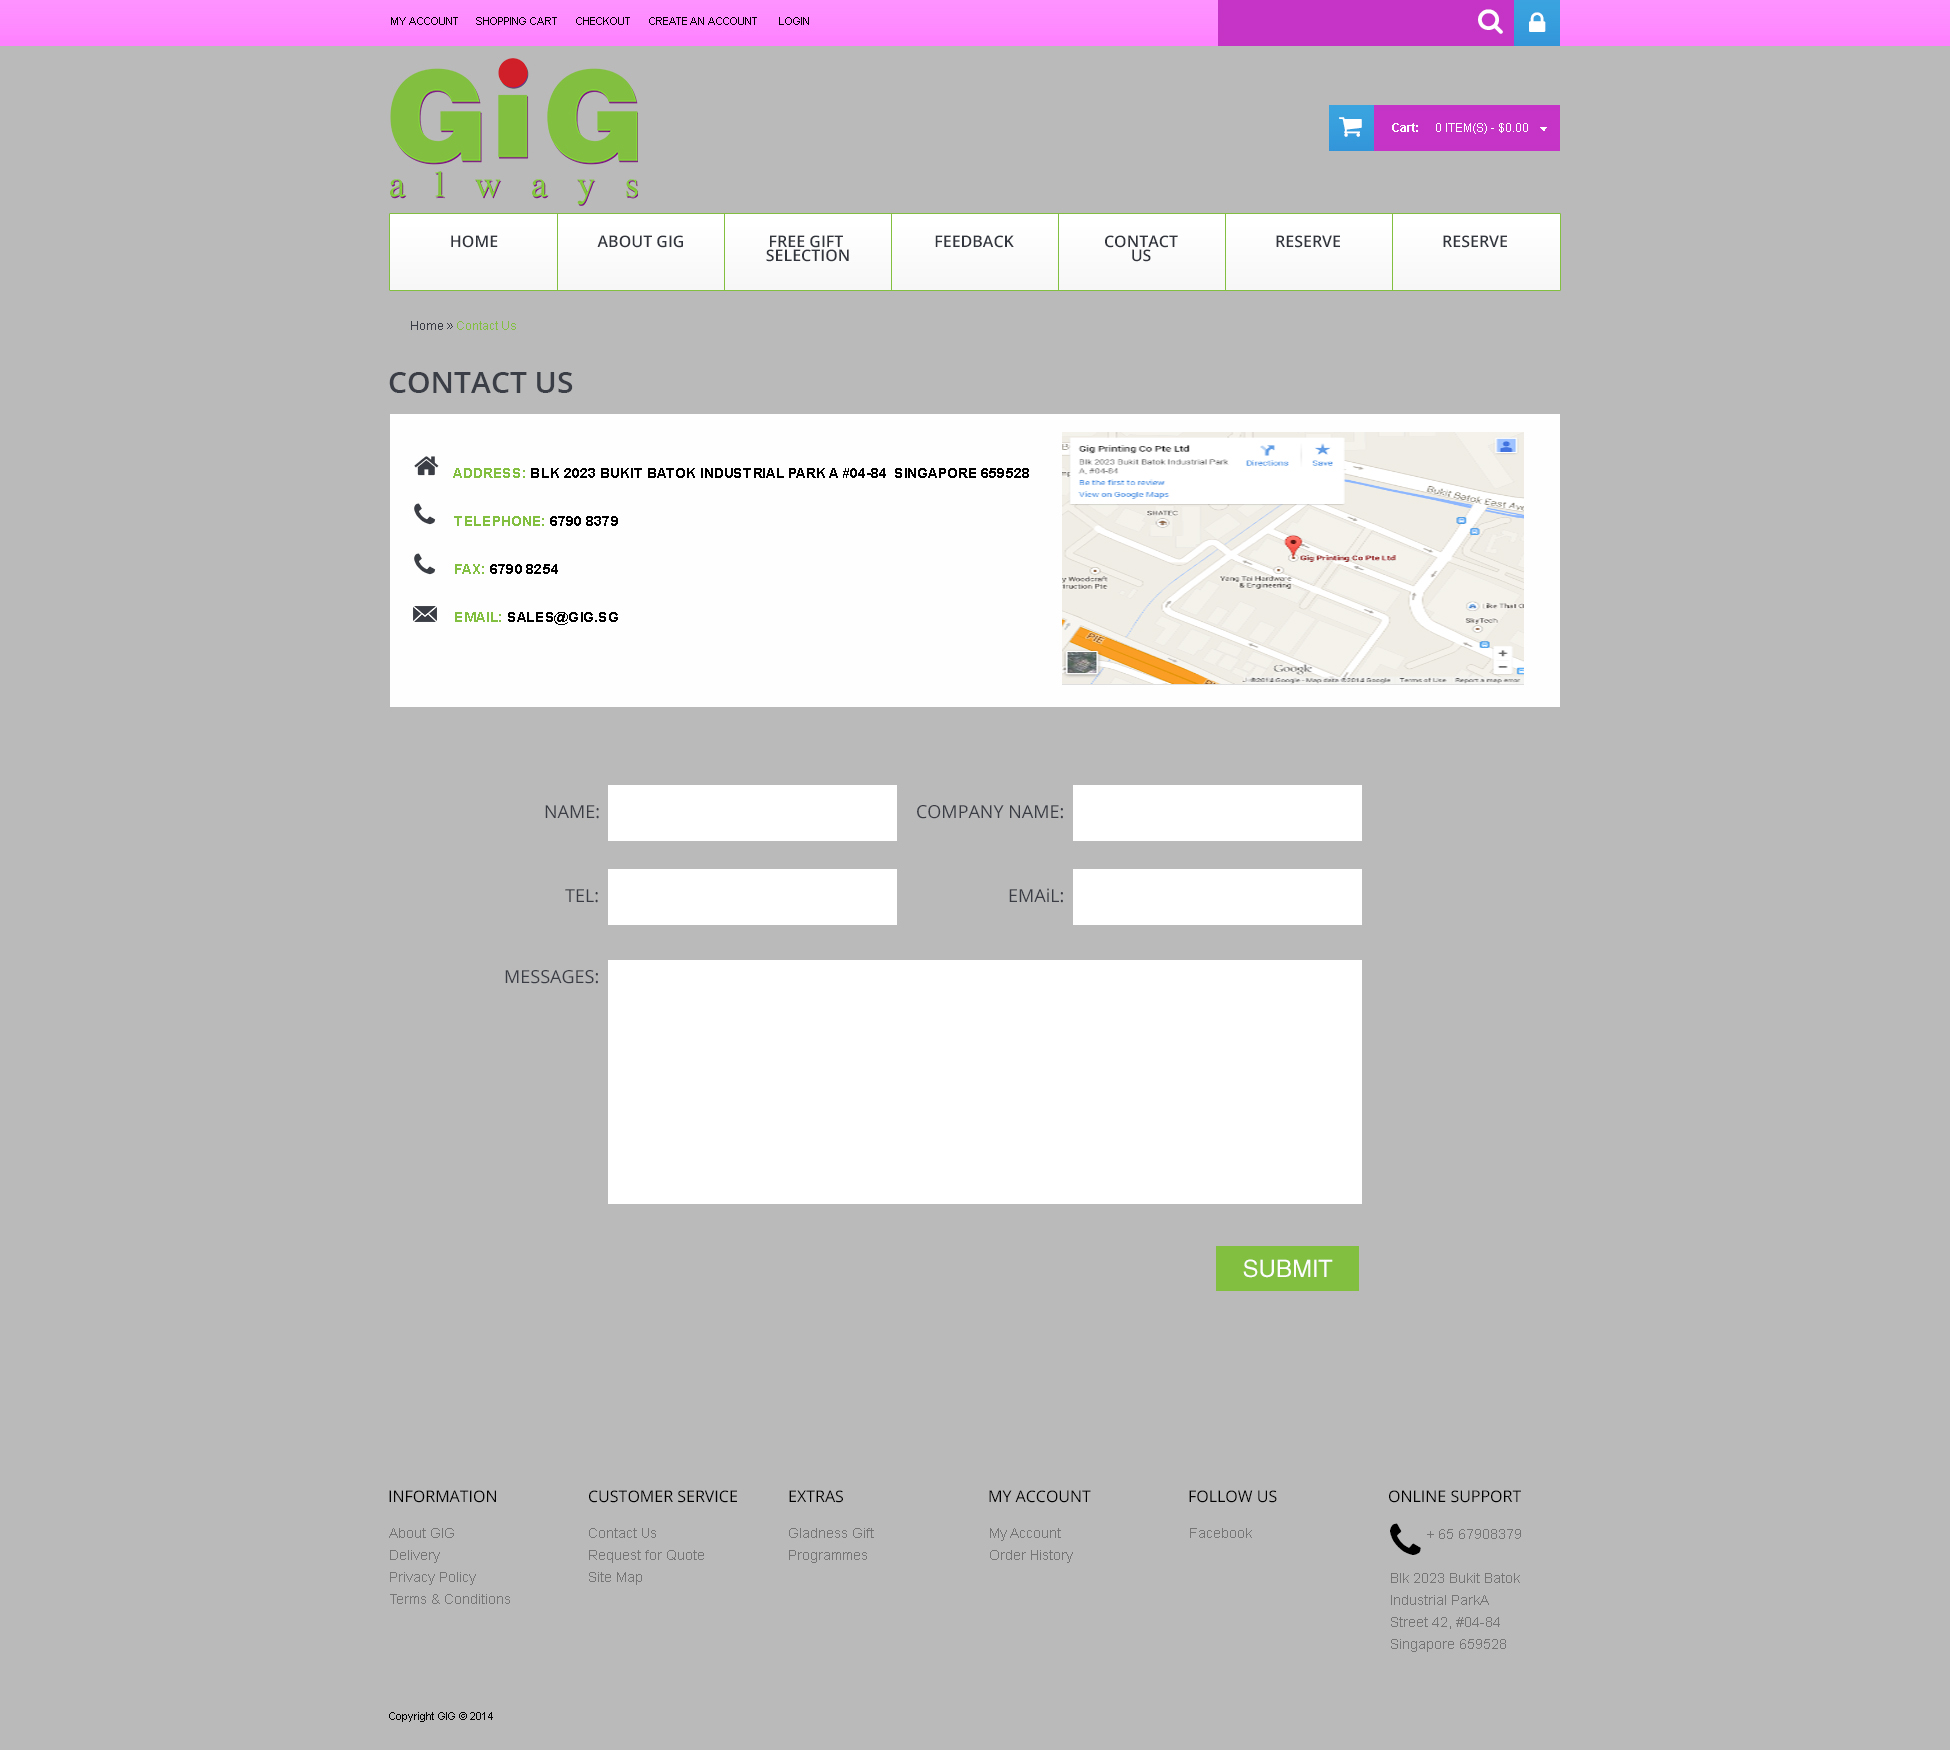 MY ACCOUNT SHOPPING CART CHECKOUT CREATE AN ACCOUNT LOGIN
GiG
always
Cart: 0 ITEM(S) - $0.00
HOME
ABOUT GIG
FREE GIFT
SELECTION
FEEDBACK
CONTACT
US
RESERVE
RESERVE
Home » Contact Us
CONTACT US
ADDRESS: BLK 2023 BUKIT BATOK INDUSTRIAL PARK A #04-84 SINGAPORE 659528
TELEPHONE: 6790 8379
FAX: 6790 8254
EMAIL: SALES@GIG.SG
Gig Printing Co Pte Ltd
Blk 2023 Bukit Batok Industrial Park
A, #04-84
Be the first to review
View on Google Maps
Directions
Save
Bukit Batok East Ave
SHATEC
Gig Printing Co Pte Ltd
y Woodcraft
truction Pte
Yang Tai Hardware
& Engineering
Like That C
SkyTech
PIE
Google
©2014 Google - Map data ©2014 Google Terms of Use Report a map error
NAME:
COMPANY NAME:
TEL:
EMAiL:
MESSAGES:
SUBMIT
INFORMATION
About GIG
Delivery
Privacy Policy
Terms & Conditions
CUSTOMER SERVICE
Contact Us
Request for Quote
Site Map
EXTRAS
Gladness Gift
Programmes
MY ACCOUNT
My Account
Order History
FOLLOW US
Facebook
ONLINE SUPPORT
+ 65 67908379
Blk 2023 Bukit Batok
Industrial ParkA
Street 42, #04-84
Singapore 659528
Copyright GIG © 2014